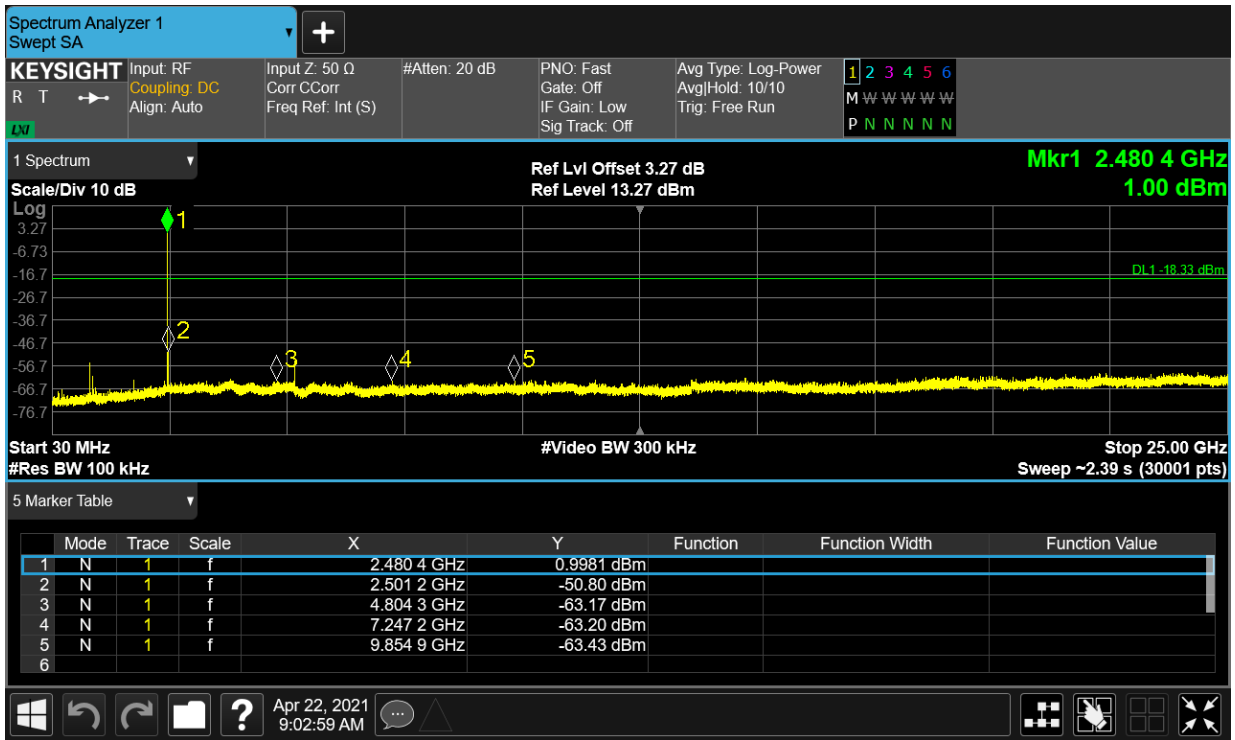 Spectrum Analyzer 1
Swept SA
+
KEYSIGHT
R T
LXI
Input: RF
Coupling: DC
Align: Auto
Input Z: 50 Ω
Corr CCorr
Freq Ref: Int (S)
#Atten: 20 dB
PNO: Fast
Gate: Off
IF Gain: Low
Sig Track: Off
Avg Type: Log-Power
Avg|Hold: 10/10
Trig: Free Run
1 2 3 4 5 6
M W W W W W
P N N N N N
1 Spectrum
Scale/Div 10 dB
Ref Lvl Offset 3.27 dB
Ref Level 13.27 dBm
Mkr1 2.480 4 GHz
1.00 dBm
Log
3.27
-6.73
-16.7
-26.7
-36.7
-46.7
-56.7
-66.7
-76.7
1
2
3
4
5
DL1 -18.33 dBm
Start 30 MHz
#Video BW 300 kHz
Stop 25.00 GHz
#Res BW 100 kHz
Sweep ~2.39 s (30001 pts)
5 Marker Table
Mode Trace Scale X Y Function Function Width Function Value
1 N 1 f 2.480 4 GHz 0.9981 dBm
2 N 1 f 2.501 2 GHz -50.80 dBm
3 N 1 f 4.804 3 GHz -63.17 dBm
4 N 1 f 7.247 2 GHz -63.20 dBm
5 N 1 f 9.854 9 GHz -63.43 dBm
6
?
Apr 22, 2021
9:02:59 AM